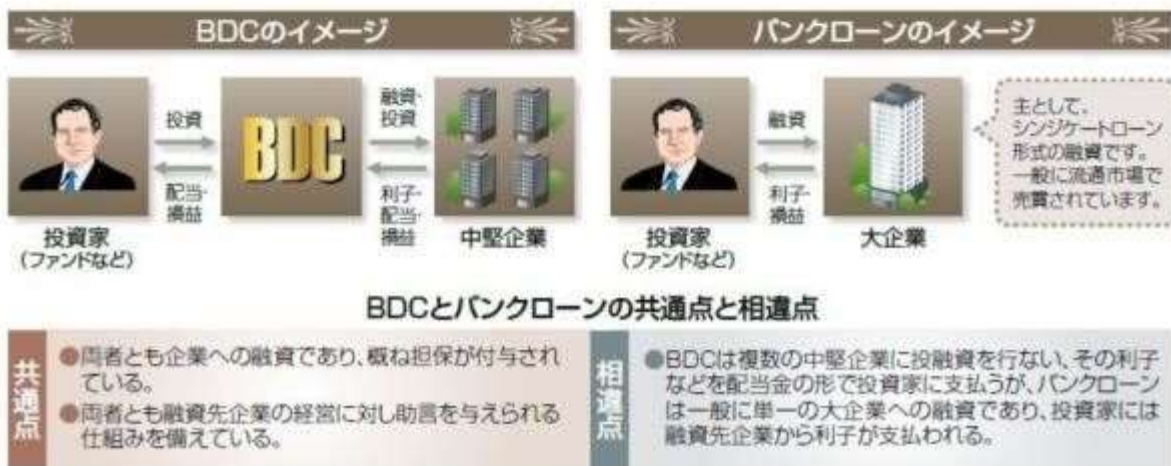 BDCのイメージ
投資
配当・
損益
BDC
融資・
投資
利子・
配当・
損益
投資家
(ファンドなど)
中堅企業
バンクローンのイメージ
融資
利子・
損益
投資家
(ファンドなど)
大企業
主として、
シンジケートローン
形式の融資です。
一般に流通市場で
売買されています。
BDCとバンクローンの共通点と相違点
共通点
●両者とも企業への融資であり、概ね担保が付与され
ている。
●両者とも融資先企業の経営に対し助言を与えられる
仕組みを備えている。
相違点
●BDCは複数の中堅企業に投融資を行ない、その利子
などを配当金の形で投資家に支払うが、バンクローン
は一般に単一の大企業への融資であり、投資家には
融資先企業から利子が支払われる。